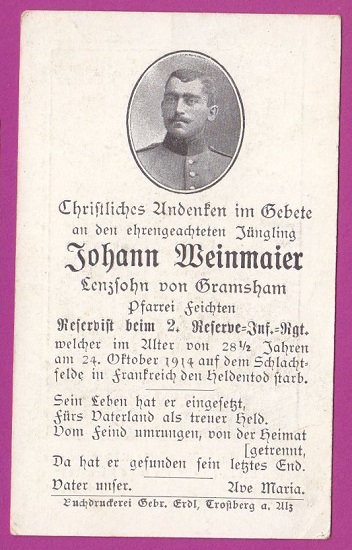 Christliches Andenken im Gebete
an den ehrengeachteten Jüngling
Johann Weinmaier
Lenzsohn von Gramsham
Pfarrei Feichten
Reservist beim 2. Reserve-Inf.-Rgt.
welcher im Alter von 28½ Jahren
am 24. Oktober 1914 auf dem Schlacht-
felde in Frankreich den Heldentod starb.
Sein Leben hat er eingesetzt,
Fürs Vaterland als treuer Held.
Vom Feind umrungen, von der Heimat
[getrennt,
Da hat er gefunden sein letztes End.
Vater unser. Ave Maria.
Buchdruckerei Gebr. Erdl, Trostberg a. Alz